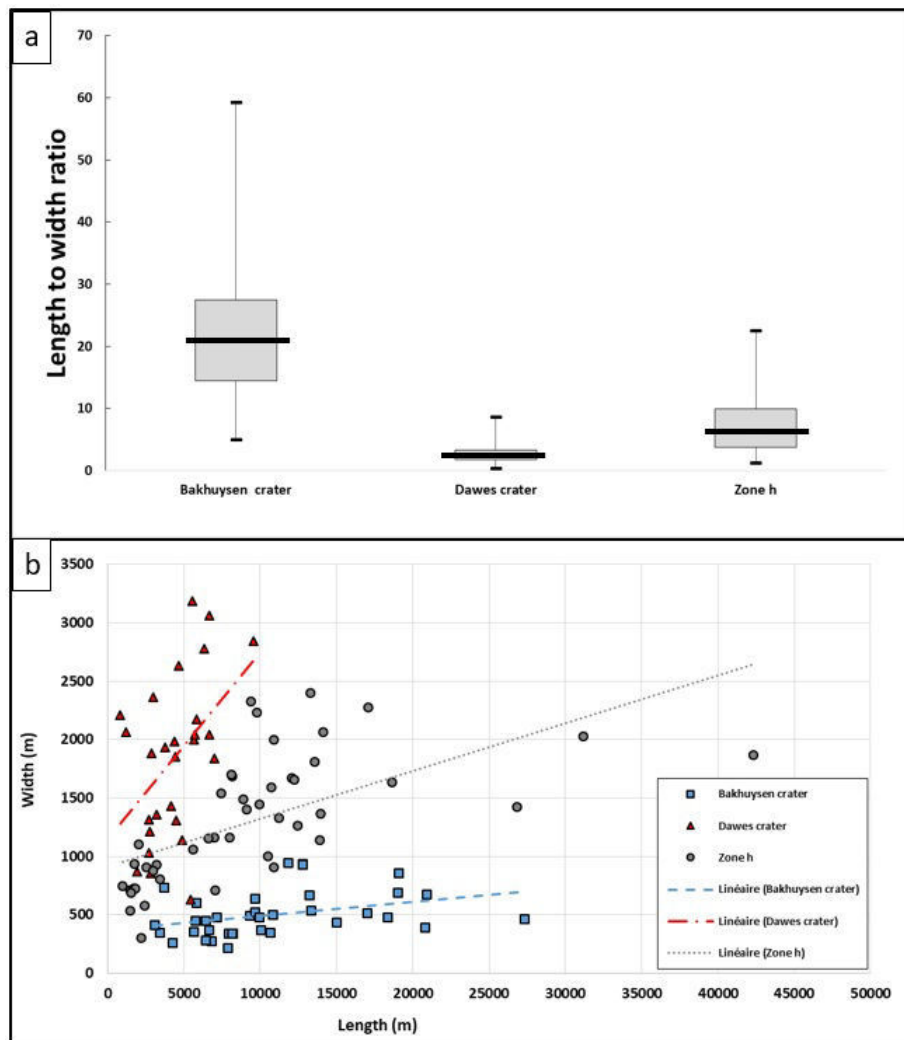 a
70
60
50
40
30
20
10
0
Length to width ratio
Bakhuysen crater
Dawes crater
Zone h
b
3500
3000
2500
2000
1500
1000
500
0
Width (m)
0 5000 10000 15000 20000 25000 30000 35000 40000 45000 50000
Length (m)
Bakhuysen crater
Dawes crater
Zone h
Linéaire (Bakhuysen crater)
Linéaire (Dawes crater)
Linéaire (Zone h)